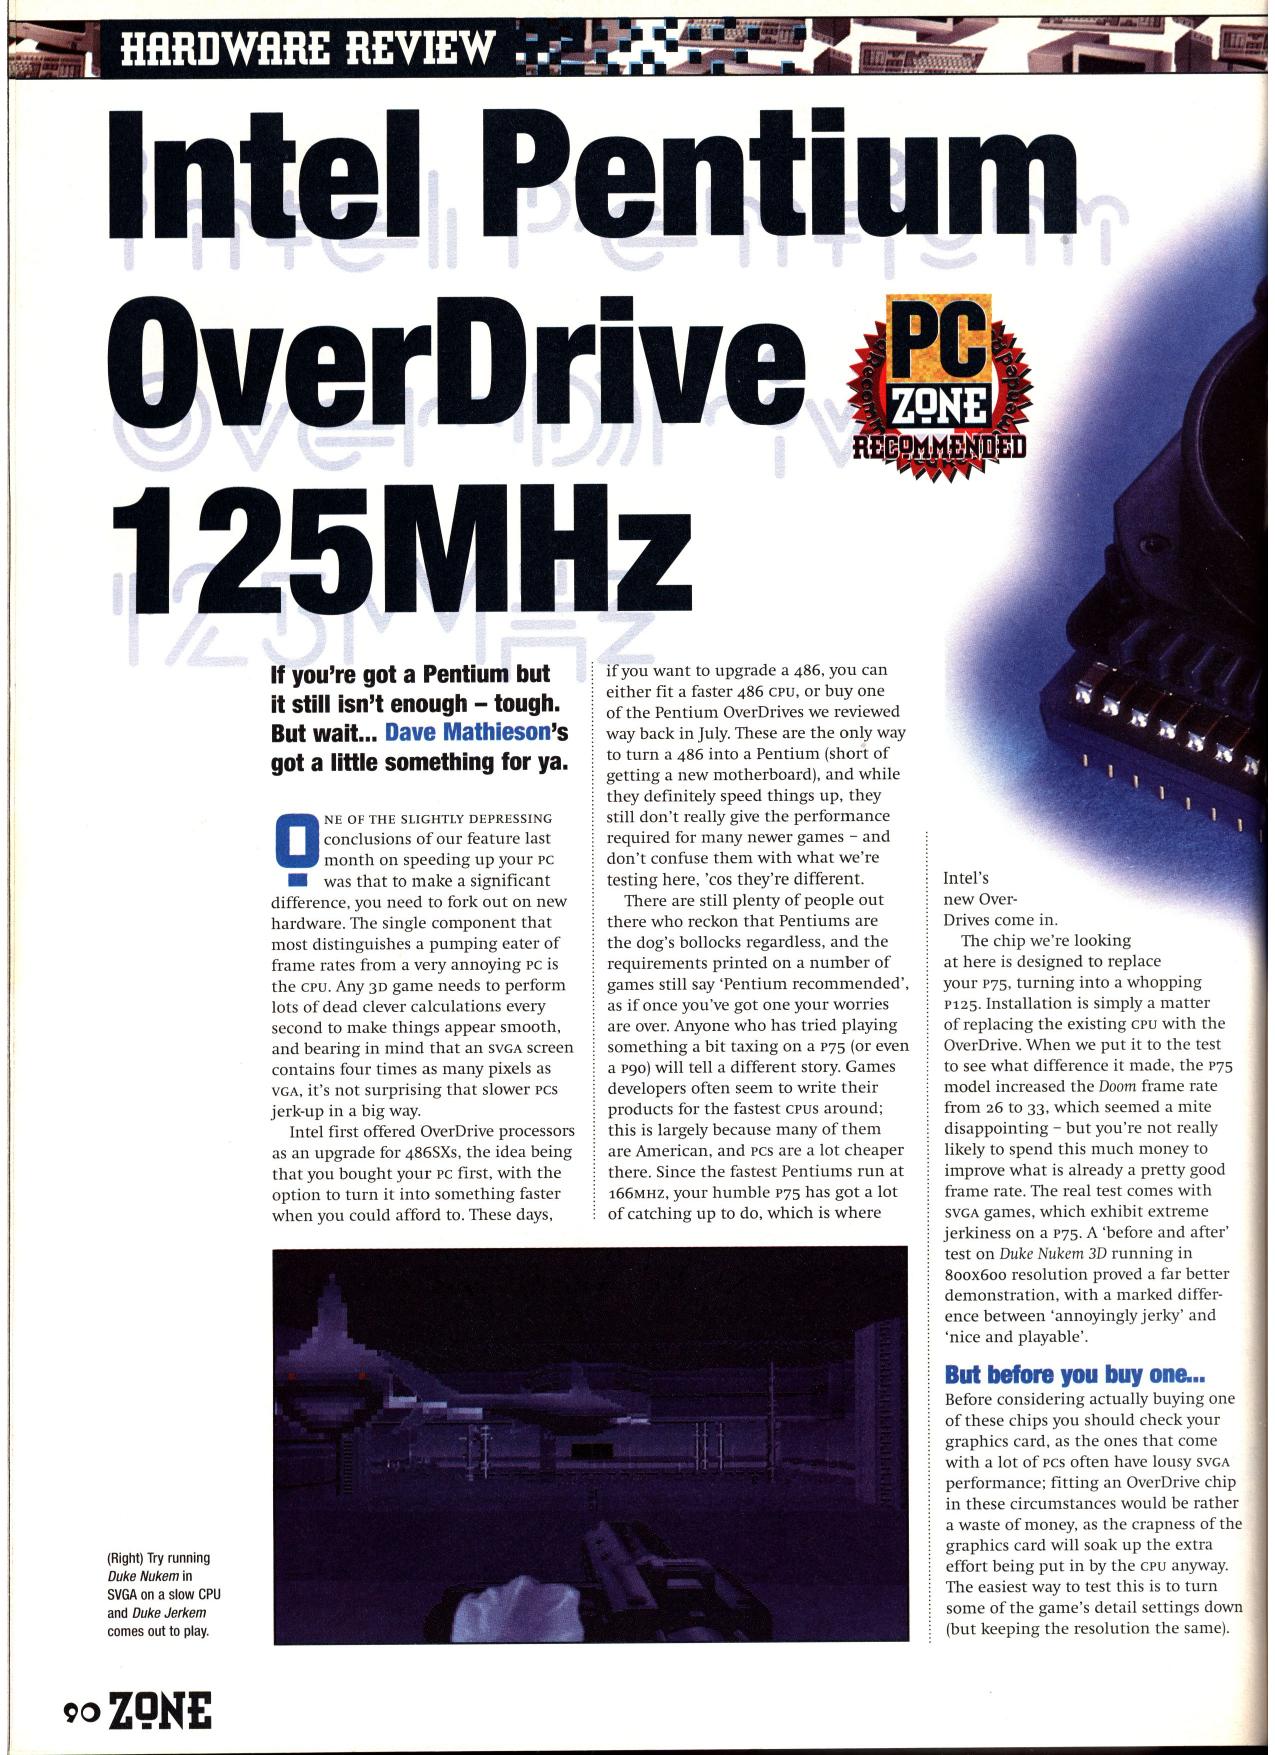 HARDWARE REVIEW
Intel Pentium
OverDrive
125MHz
PC
ZONE
RECOMMENDED
If you're got a Pentium but
it still isn't enough – tough.
But wait... Dave Mathieson's
got a little something for ya.
ONE OF THE SLIGHTLY DEPRESSING
conclusions of our feature last
month on speeding up your PC
was that to make a significant
difference, you need to fork out on new
hardware. The single component that
most distinguishes a pumping eater of
frame rates from a very annoying PC is
the CPU. Any 3D game needs to perform
lots of dead clever calculations every
second to make things appear smooth,
and bearing in mind that an SVGA screen
contains four times as many pixels as
VGA, it's not surprising that slower PCs
jerk-up in a big way.
Intel first offered OverDrive processors
as an upgrade for 486SXs, the idea being
that you bought your PC first, with the
option to turn it into something faster
when you could afford to. These days,
if you want to upgrade a 486, you can
either fit a faster 486 CPU, or buy one
of the Pentium OverDrives we reviewed
way back in July. These are the only way
to turn a 486 into a Pentium (short of
getting a new motherboard), and while
they definitely speed things up, they
still don't really give the performance
required for many newer games – and
don't confuse them with what we're
testing here, 'cos they're different.
There are still plenty of people out
there who reckon that Pentiums are
the dog's bollocks regardless, and the
requirements printed on a number of
games still say 'Pentium recommended',
as if once you've got one your worries
are over. Anyone who has tried playing
something a bit taxing on a P75 (or even
a P90) will tell a different story. Games
developers often seem to write their
products for the fastest CPUs around;
this is largely because many of them
are American, and PCs are a lot cheaper
there. Since the fastest Pentiums run at
166MHZ, your humble P75 has got a lot
of catching up to do, which is where
Intel's
new Over-
Drives come in.
The chip we're looking
at here is designed to replace
your P75, turning into a whopping
P125. Installation is simply a matter
of replacing the existing CPU with the
OverDrive. When we put it to the test
to see what difference it made, the P75
model increased the Doom frame rate
from 26 to 33, which seemed a mite
disappointing – but you're not really
likely to spend this much money to
improve what is already a pretty good
frame rate. The real test comes with
SVGA games, which exhibit extreme
jerkiness on a P75. A 'before and after'
test on Duke Nukem 3D running in
800x600 resolution proved a far better
demonstration, with a marked differ-
ence between 'annoyingly jerky' and
'nice and playable'.
But before you buy one...
Before considering actually buying one
of these chips you should check your
graphics card, as the ones that come
with a lot of PCs often have lousy SVGA
performance; fitting an OverDrive chip
in these circumstances would be rather
a waste of money, as the crapness of the
graphics card will soak up the extra
effort being put in by the CPU anyway.
The easiest way to test this is to turn
some of the game's detail settings down
(but keeping the resolution the same).
(Right) Try running
Duke Nukem in
SVGA on a slow CPU
and Duke Jerkem
comes out to play.
90 ZONE